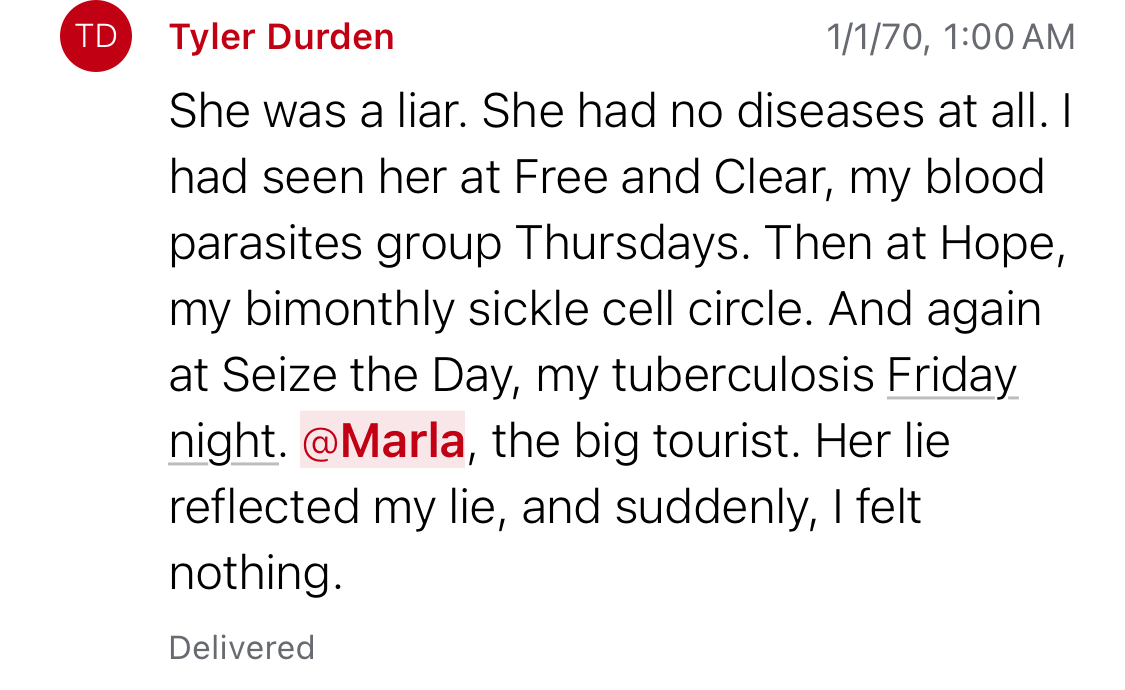 TD Tyler Durden 1/1/70, 1:00 AM
She was a liar. She had no diseases at all. I
had seen her at Free and Clear, my blood
parasites group Thursdays. Then at Hope,
my bimonthly sickle cell circle. And again
at Seize the Day, my tuberculosis Friday
night. @Marla, the big tourist. Her lie
reflected my lie, and suddenly, I felt
nothing.
Delivered